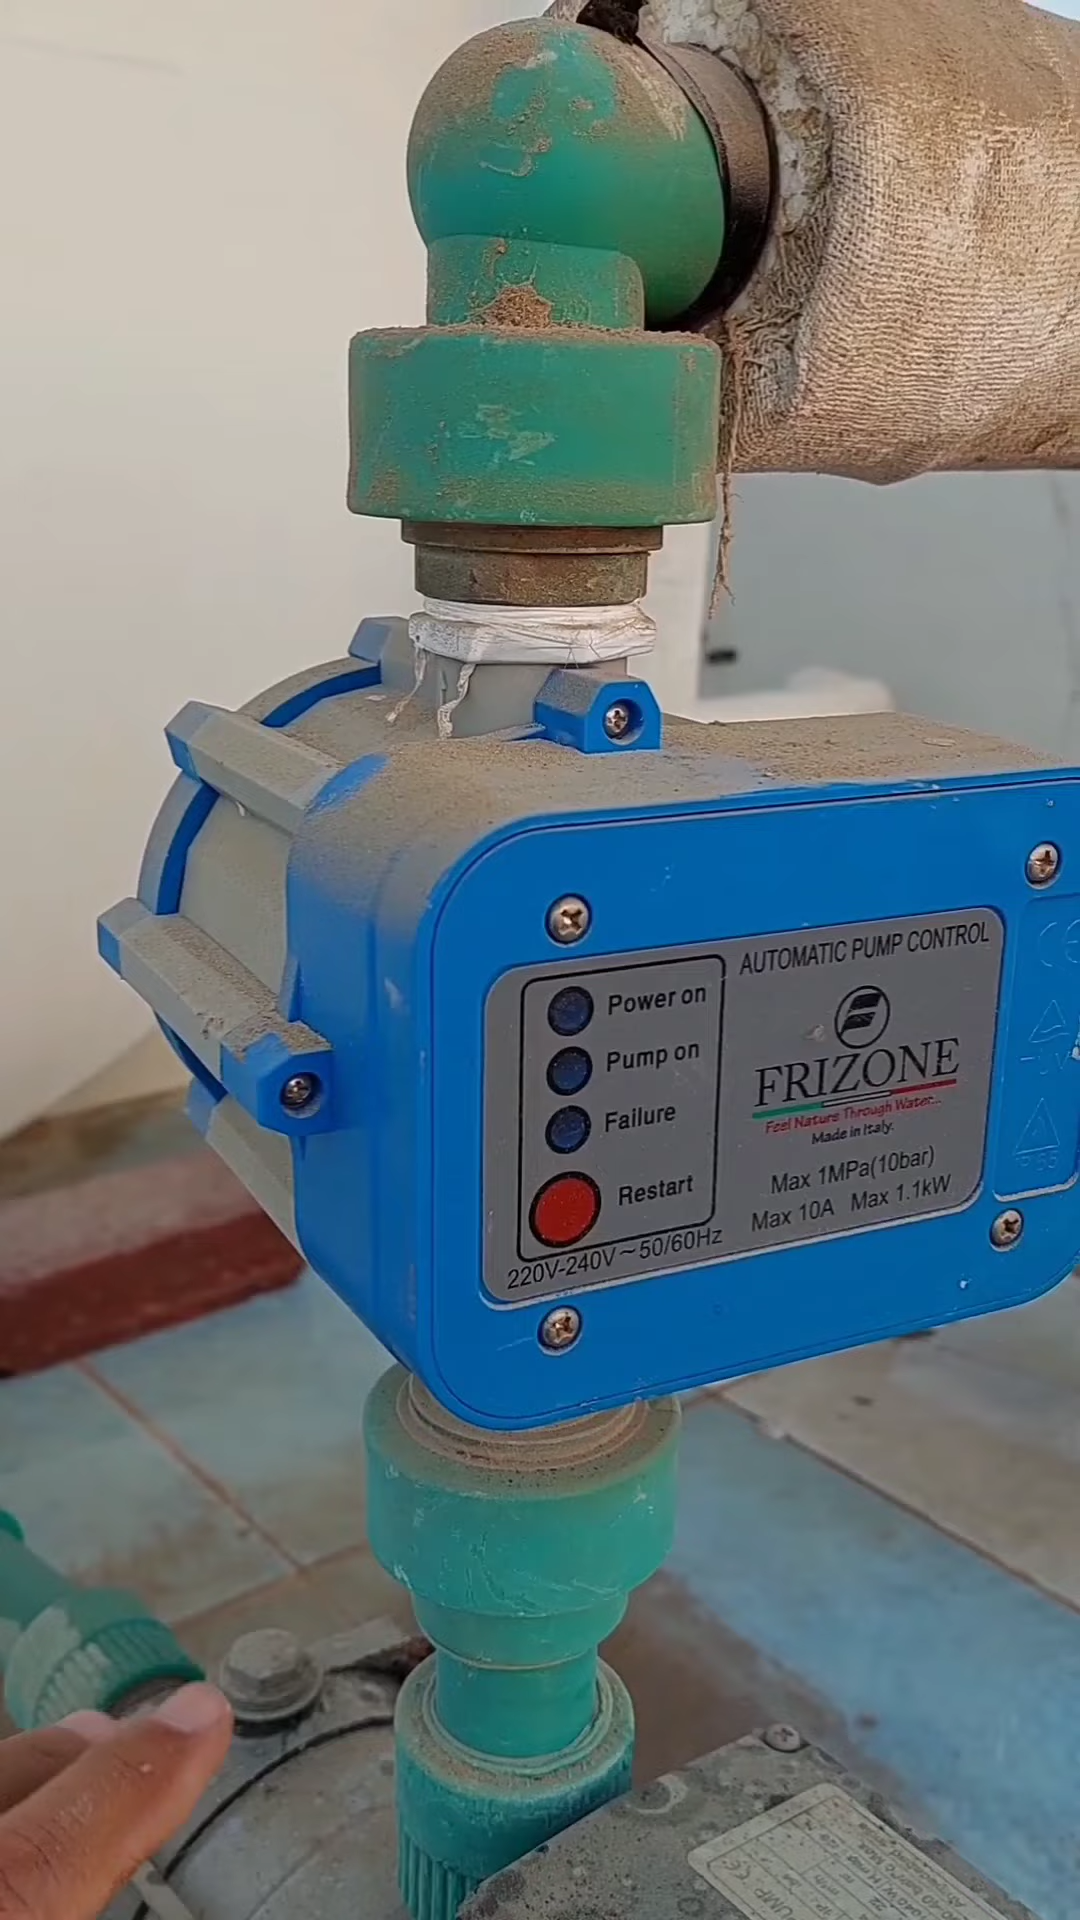 AUTOMATIC PUMP CONTROL
Power on
Pump on
Failure
Restart
220V-240V~50/60Hz
FRIZONE
Feel Nature Through Water...
Made in Italy.
Max 1MPa(10bar)
Max 10A Max 1.1kW
CE